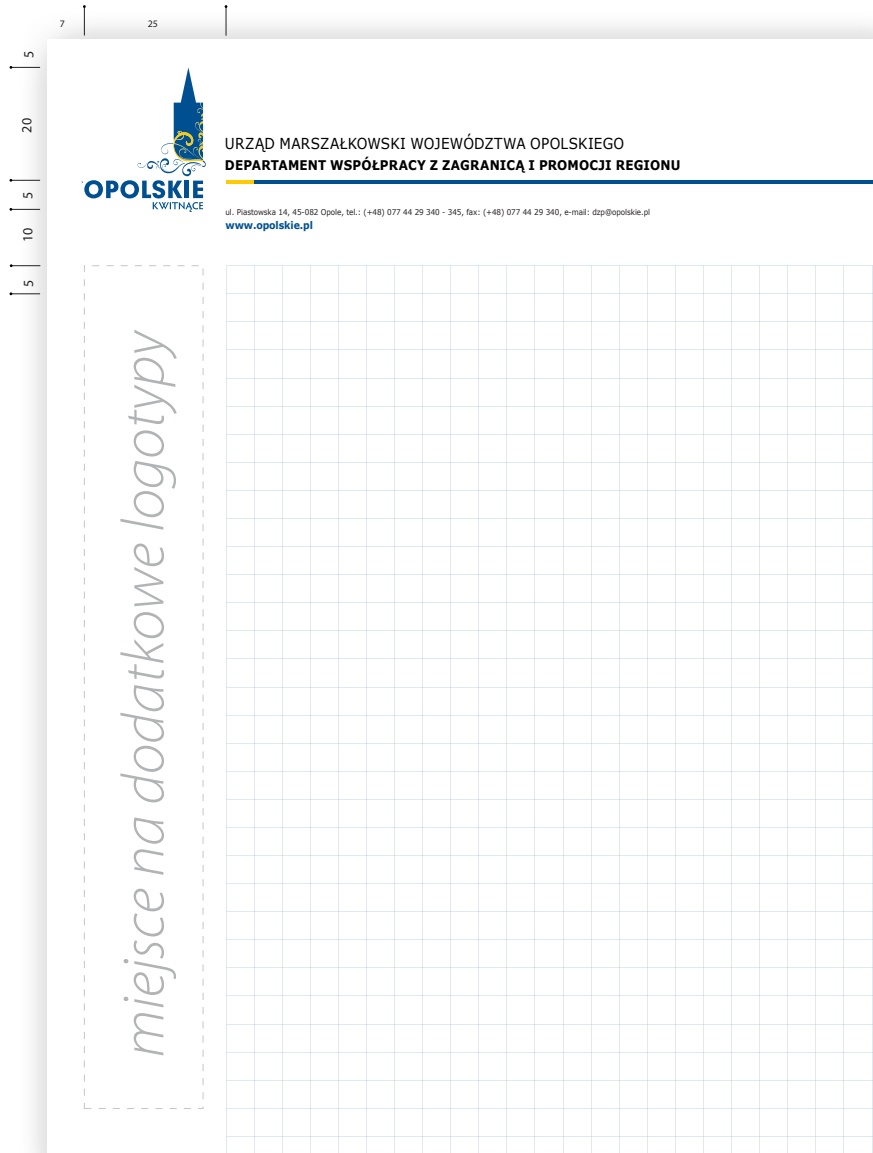 7 25
5
20
5
10
5
OPOLSKIE
KWITNĄCE
URZĄD MARSZAŁKOWSKI WOJEWÓDZTWA OPOLSKIEGO
DEPARTAMENT WSPÓŁPRACY Z ZAGRANICĄ I PROMOCJI REGIONU
ul. Piastowska 14, 45-082 Opole, tel.: (+48) 077 44 29 340 - 345, fax: (+48) 077 44 29 340, e-mail: dzp@opolskie.pl
www.opolskie.pl
miejsce na dodatkowe logotypy